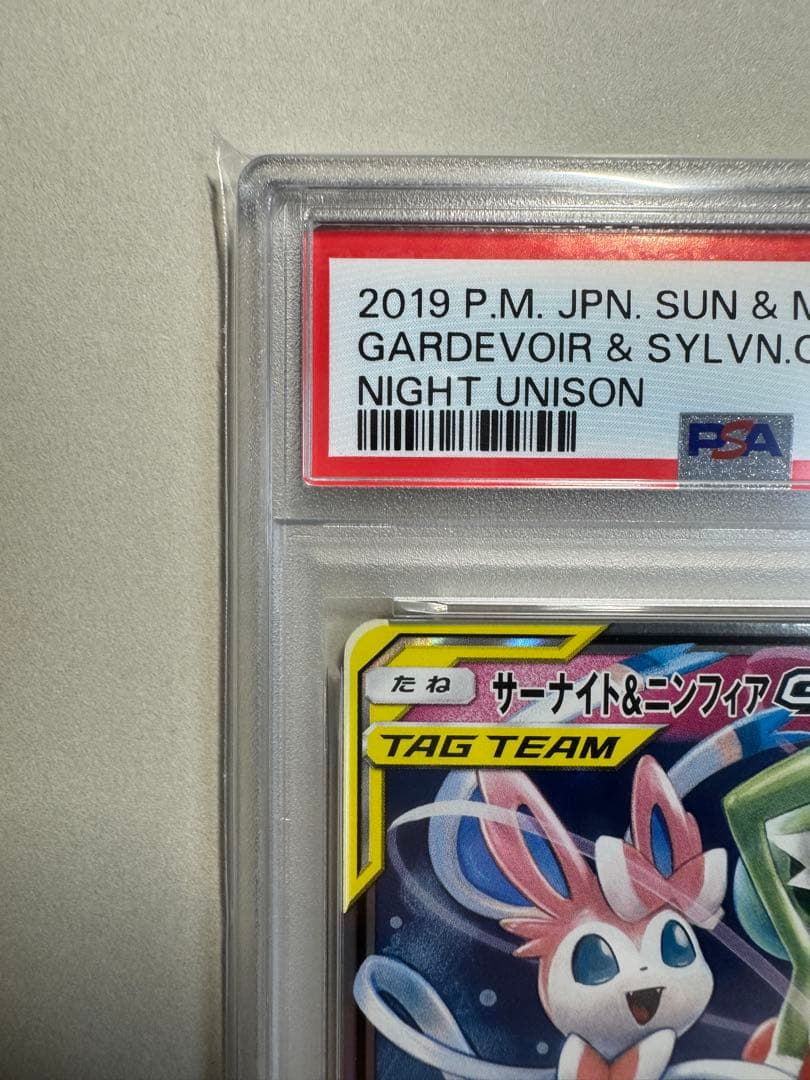 2019 P.M. JPN. SUN & M
GARDEVOIR & SYLVN.
NIGHT UNISON
PSA
たね サーナイト&ニンフィア
TAG TEAM